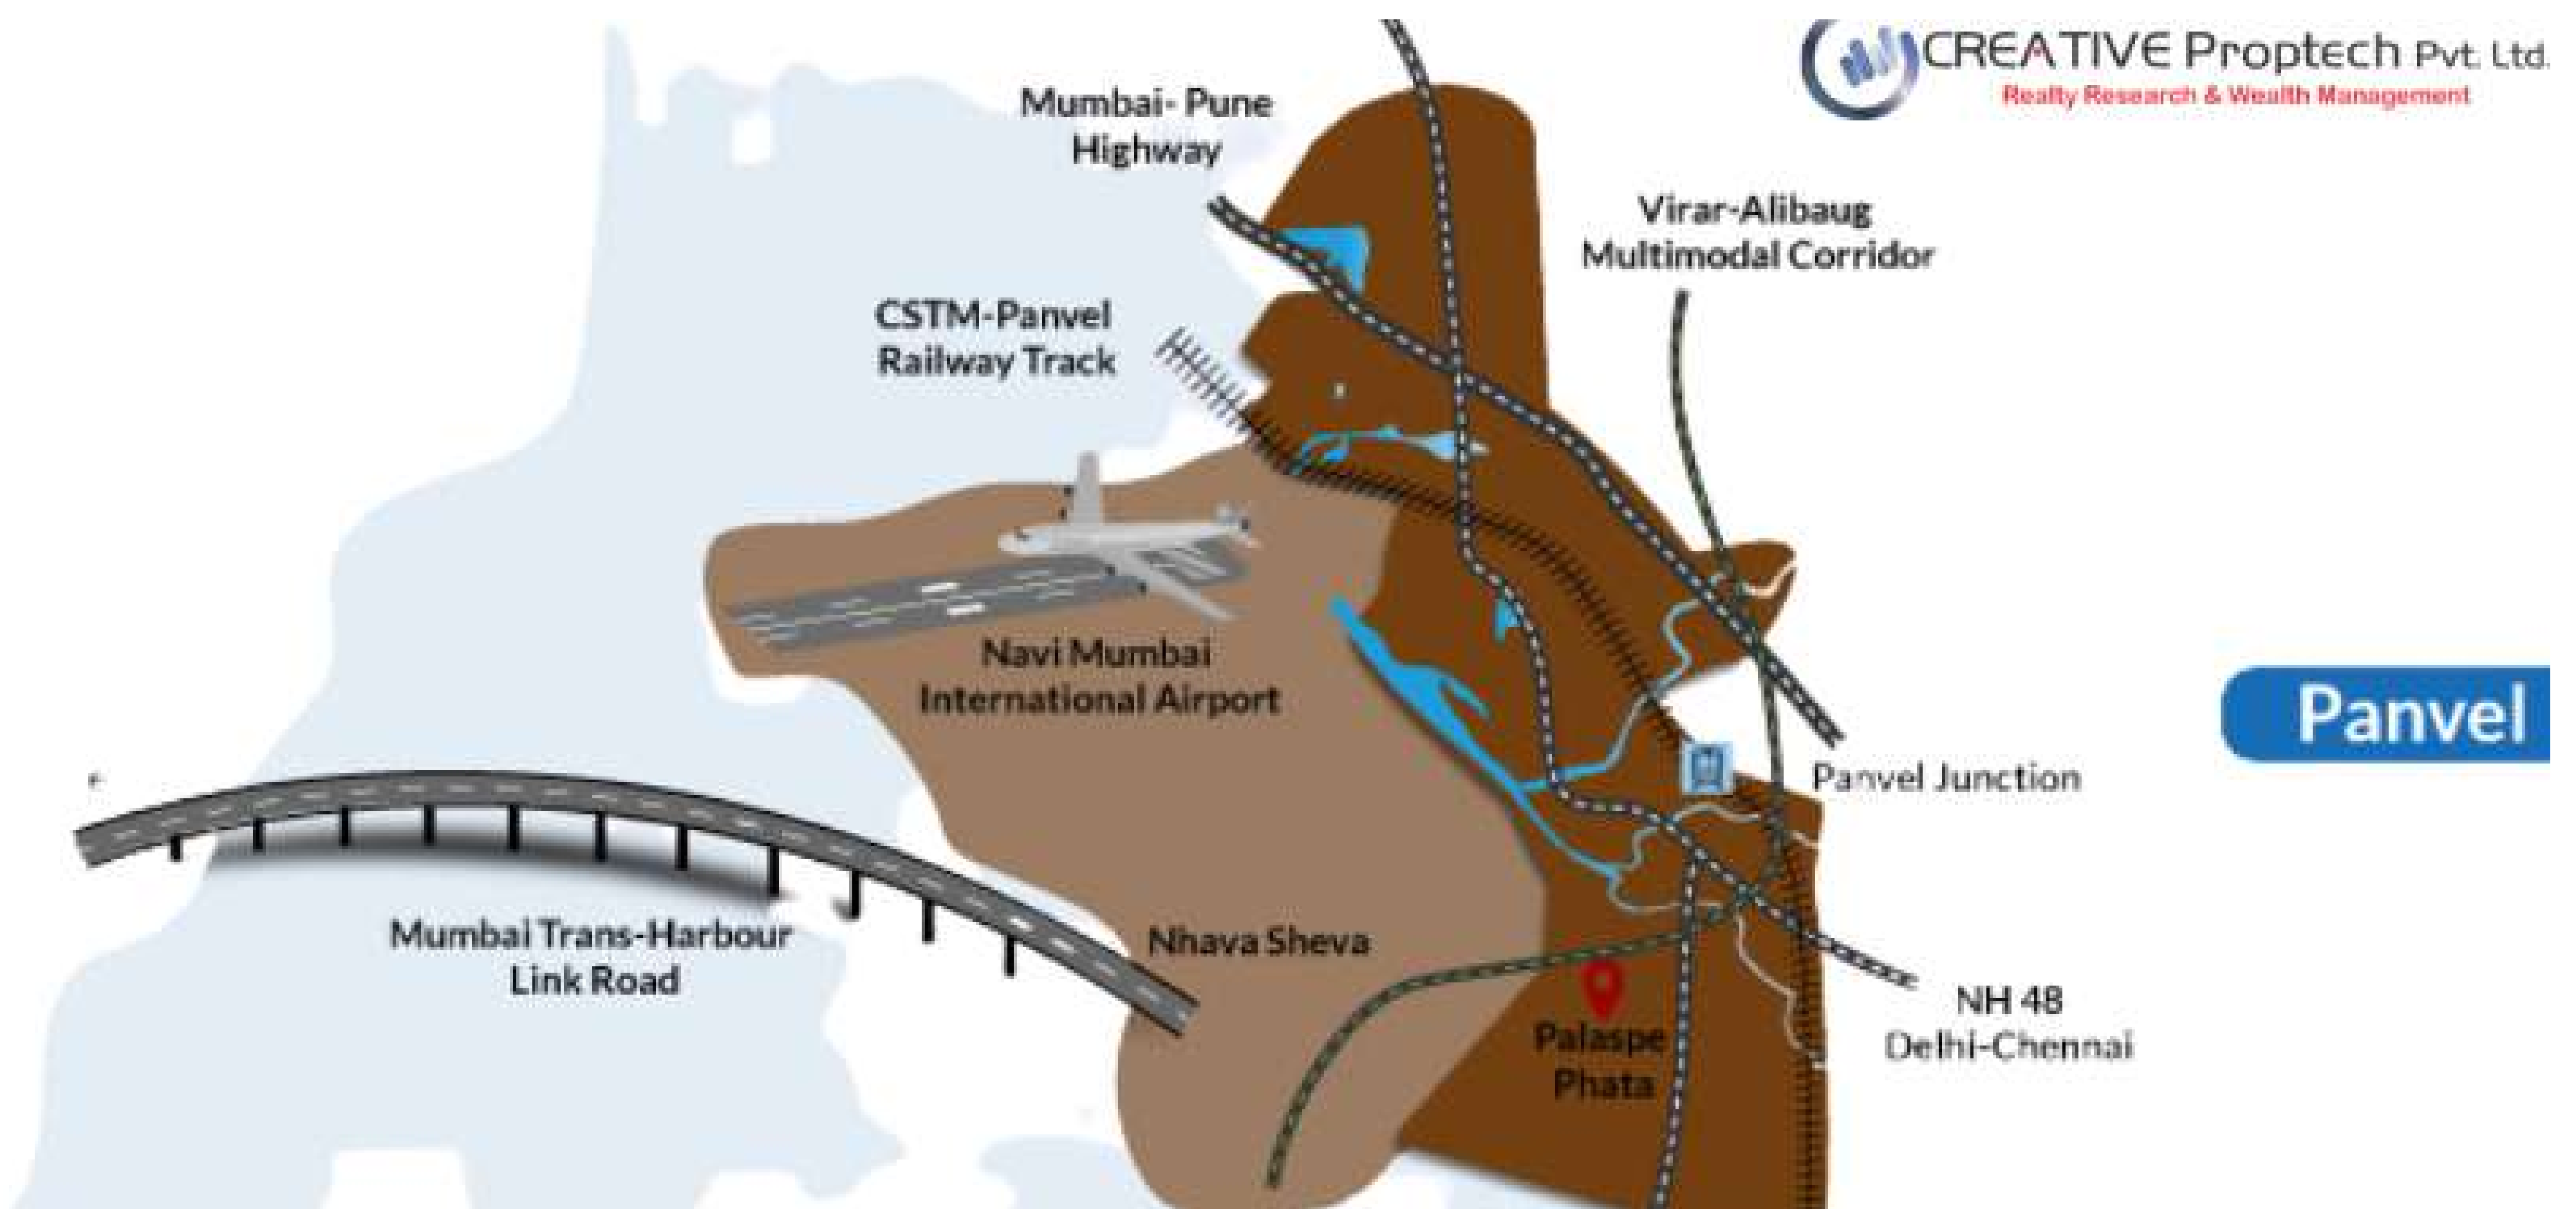 CREATIVE Proptech Pvt. Ltd.
Realty Research & Wealth Management
Mumbai- Pune
Highway
Virar-Alibaug
Multimodal Corridor
CSTM-Panvel
Railway Track
Navi Mumbai
International Airport
Panvel
Panvel Junction
Mumbai Trans-Harbour
Link Road
Nhava Sheva
NH 48
Delhi-Chennai
Palaspe
Phata